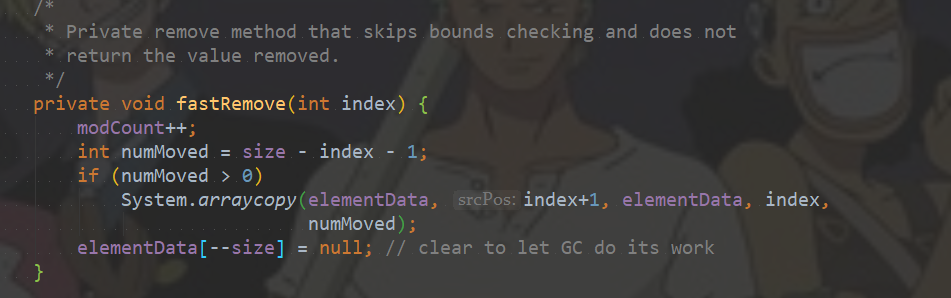 /*
 * Private remove method that skips bounds checking and does not
 * return the value removed.
 */
private void fastRemove(int index) {
    modCount++;
    int numMoved = size - index - 1;
    if (numMoved > 0)
        System.arraycopy(elementData, srcPos: index+1, elementData, index,
                         numMoved);
    elementData[--size] = null; // clear to let GC do its work
}